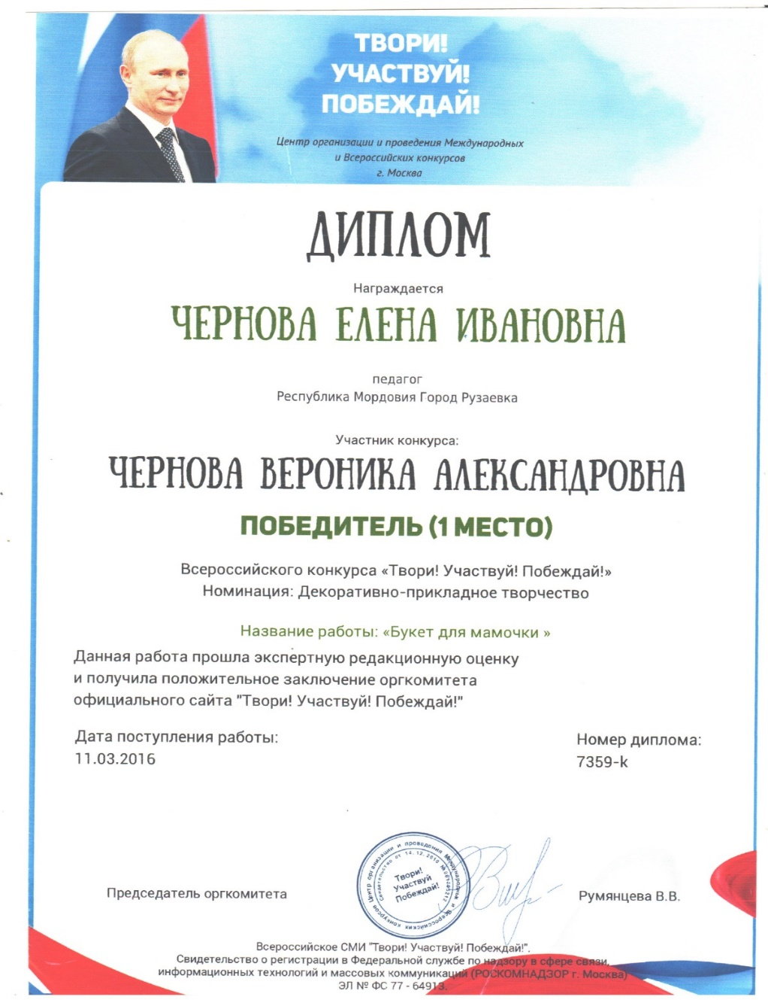 ТВОРИ!
УЧАСТВУЙ!
ПОБЕЖДАЙ!
Центр организации и проведения Международных
и Всероссийских конкурсов
г. Москва
ДИПЛОМ
Награждается
ЧЕРНОВА ЕЛЕНА ИВАНОВНА
педагог
Республика Мордовия Город Рузаевка
Участник конкурса:
ЧЕРНОВА ВЕРОНИКА АЛЕКСАНДРОВНА
ПОБЕДИТЕЛЬ (1 МЕСТО)
Всероссийского конкурса «Твори! Участвуй! Побеждай!»
Номинация: Декоративно-прикладное творчество
Название работы: «Букет для мамочки »
Данная работа прошла экспертную редакционную оценку
и получила положительное заключение оргкомитета
официального сайта "Твори! Участвуй! Побеждай!"
Дата поступления работы:
11.03.2016
Номер диплома:
7359-k
Председатель оргкомитета
Центр организации и проведения Международных и Всероссийских конкурсов
Свидетельство от 14.12.2010
Твори!
Участвуй
Побеждай!
Румянцева В.В.
Всероссийское СМИ "Твори! Участвуй! Побеждай!".
Свидетельство о регистрации в Федеральной службе по надзору в сфере связи,
информационных технологий и массовых коммуникаций (РОСКОМНАДЗОР г. Москва)
ЭЛ № ФС 77 - 64913.